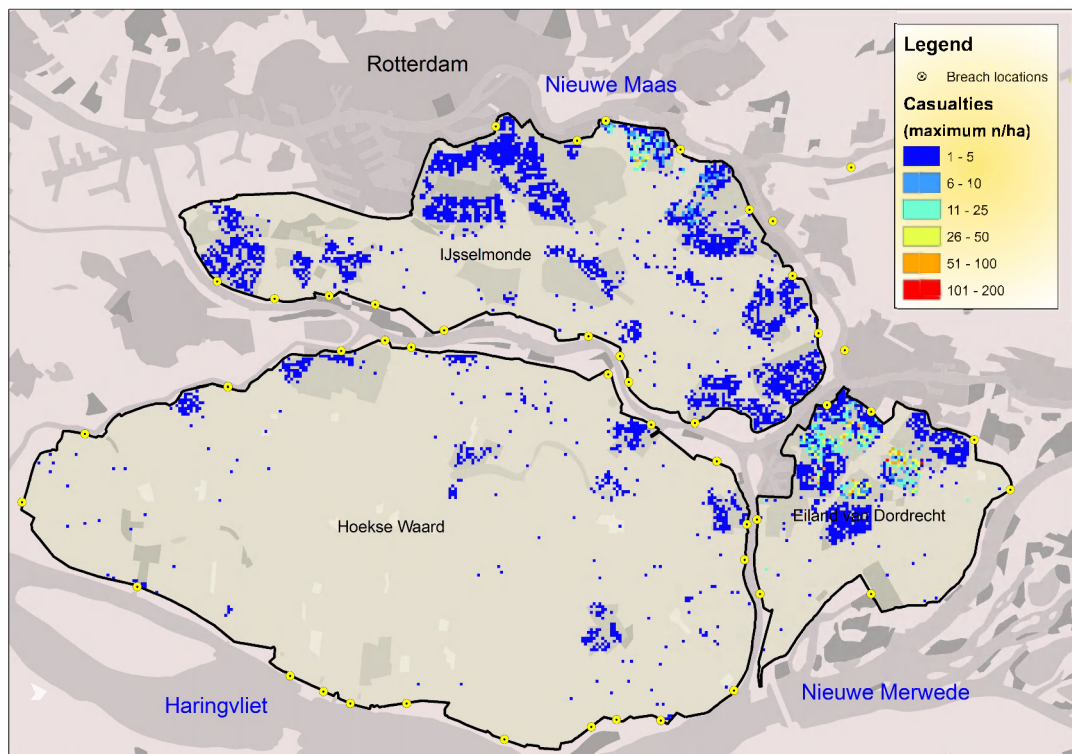 Rotterdam
Nieuwe Maas
IJsselmonde
Hoekse Waard
Eiland van Dordrecht
Haringvliet
Nieuwe Merwede
Legend
Breach locations
Casualties
(maximum n/ha)
1 - 5
6 - 10
11 - 25
26 - 50
51 - 100
101 - 200